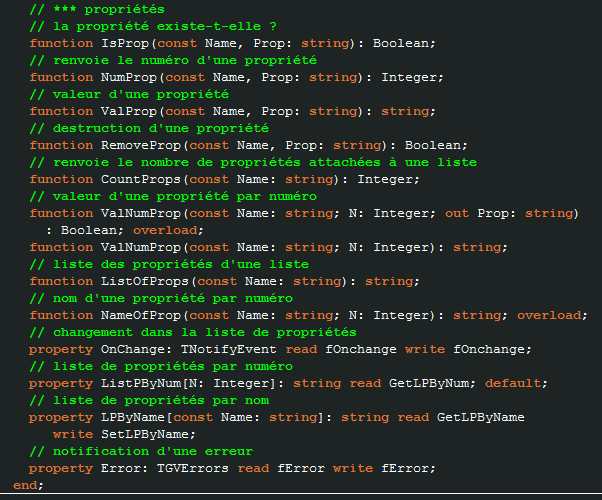 // *** propriétés
// la propriété existe-t-elle ?
function IsProp(const Name, Prop: string): Boolean;
// renvoie le numéro d'une propriété
function NumProp(const Name, Prop: string): Integer;
// valeur d'une propriété
function ValProp(const Name, Prop: string): string;
// destruction d'une propriété
function RemoveProp(const Name, Prop: string): Boolean;
// renvoie le nombre de propriétés attachées à une liste
function CountProps(const Name: string): Integer;
// valeur d'une propriété par numéro
function ValNumProp(const Name: string; N: Integer; out Prop: string)
: Boolean; overload;
function ValNumProp(const Name: string; N: Integer): string;
// liste des propriétés d'une liste
function ListOfProps(const Name: string): string;
// nom d'une propriété par numéro
function NameOfProp(const Name: string; N: Integer): string; overload;
// changement dans la liste de propriétés
property OnChange: TNotifyEvent read fOnchange write fOnchange;
// liste de propriétés par numéro
property ListPByNum[N: Integer]: string read GetLPByNum; default;
// liste de propriétés par nom
property LPByName[const Name: string]: string read GetLPByName
write SetLPByName;
// notification d'une erreur
property Error: TGVErrors read fError write fError;
end;